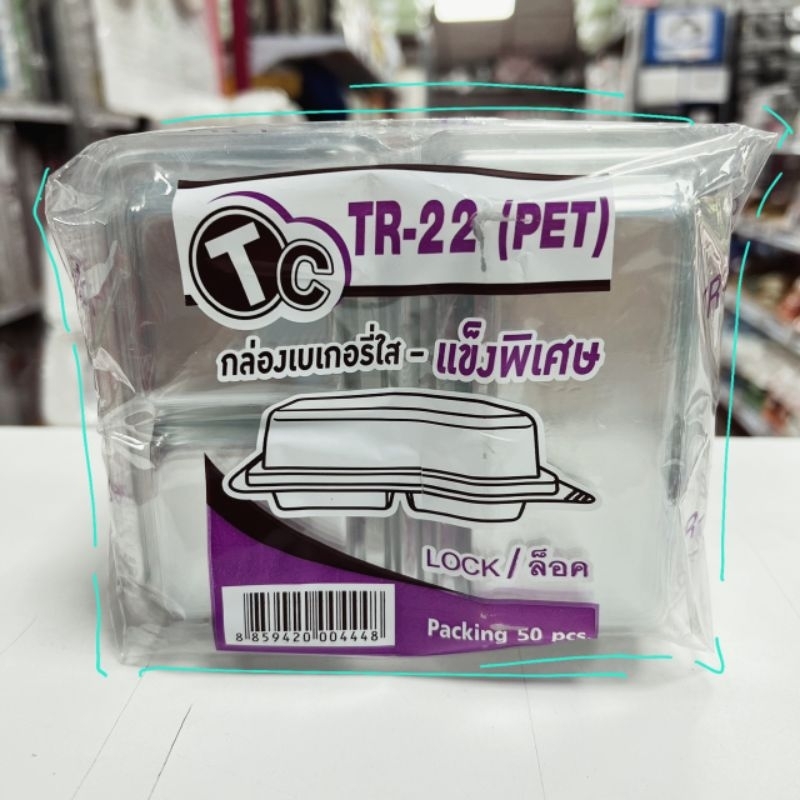 TC TR-22 (PET)
กล่องเบเกอรี่ใส - แข็งพิเศษ
LOCK / ล็อค
8 859420 004448
Packing 50 pcs.